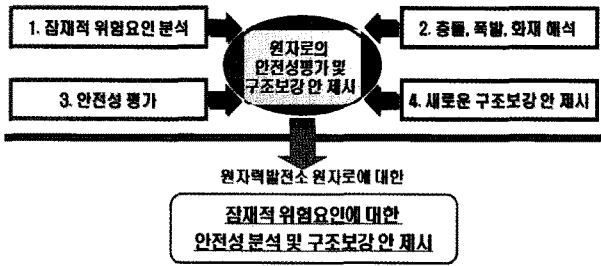 1. 잠재적 위험요인 분석
2. 충돌, 폭발, 화재 해석
원자로의
안전성평가 및
구조보강 안 제시
3. 안전성 평가
4. 새로운 구조보강 안 제시
원자력발전소 원자로에 대한
잠재적 위험요인에 대한
안전성 분석 및 구조보강 안 제시